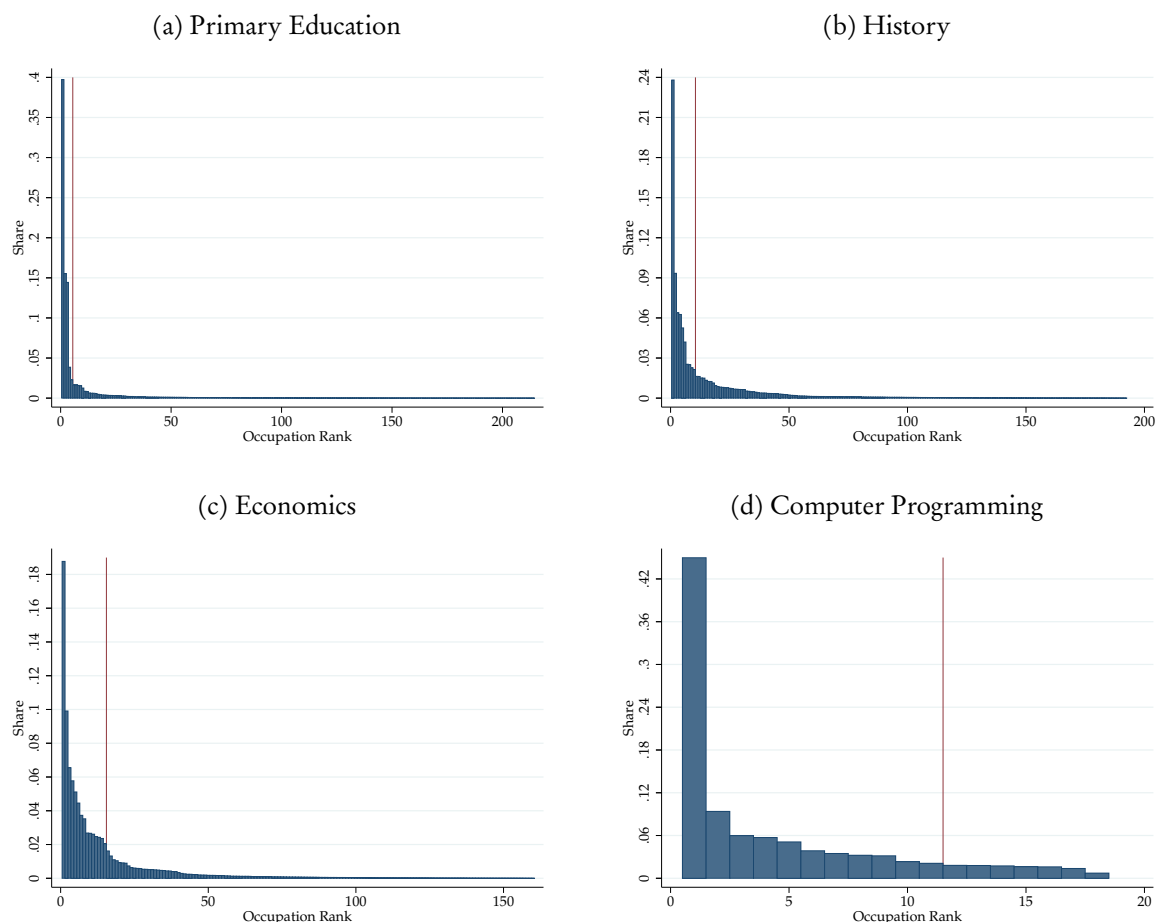 (a) Primary Education
Share
.4
.35
.3
.25
.2
.15
.1
.05
0
0 50 100 150 200
Occupation Rank
(b) History
Share
.24
.21
.18
.15
.12
.09
.06
.03
0
0 50 100 150 200
Occupation Rank
(c) Economics
Share
.18
.16
.14
.12
.1
.08
.06
.04
.02
0
0 50 100 150
Occupation Rank
(d) Computer Programming
Share
.42
.36
.3
.24
.18
.12
.06
0
0 5 10 15 20
Occupation Rank